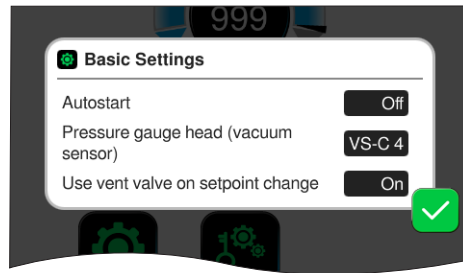 999
Basic Settings
Autostart Off
Pressure gauge head (vacuum
sensor) VS-C 4
Use vent valve on setpoint change On